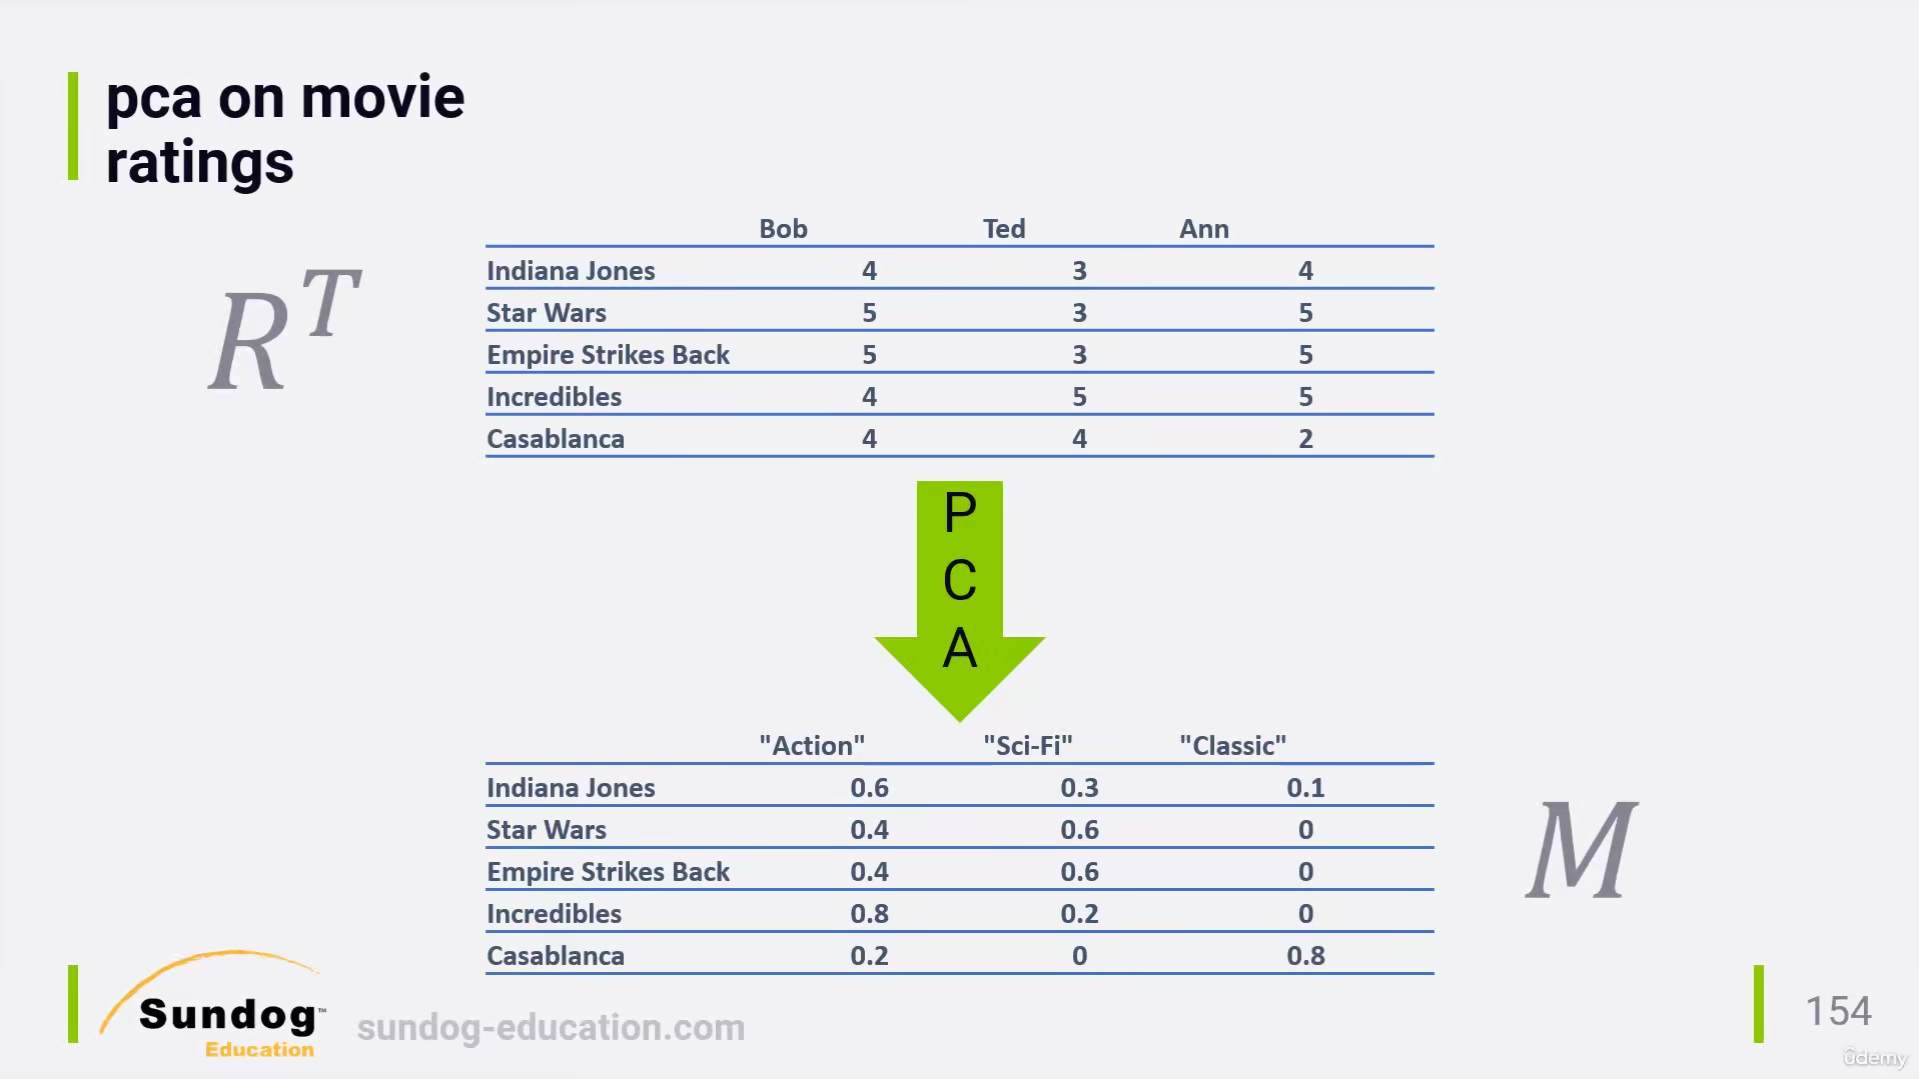 pca on movie
ratings
R^T
Bob Ted Ann
Indiana Jones 4 3 4
Star Wars 5 3 5
Empire Strikes Back 5 3 5
Incredibles 4 5 5
Casablanca 4 4 2
P
C
A
"Action" "Sci-Fi" "Classic"
Indiana Jones 0.6 0.3 0.1
Star Wars 0.4 0.6 0
Empire Strikes Back 0.4 0.6 0
Incredibles 0.8 0.2 0
Casablanca 0.2 0 0.8
M
Sundog™
Education
sundog-education.com
154
ûdemy